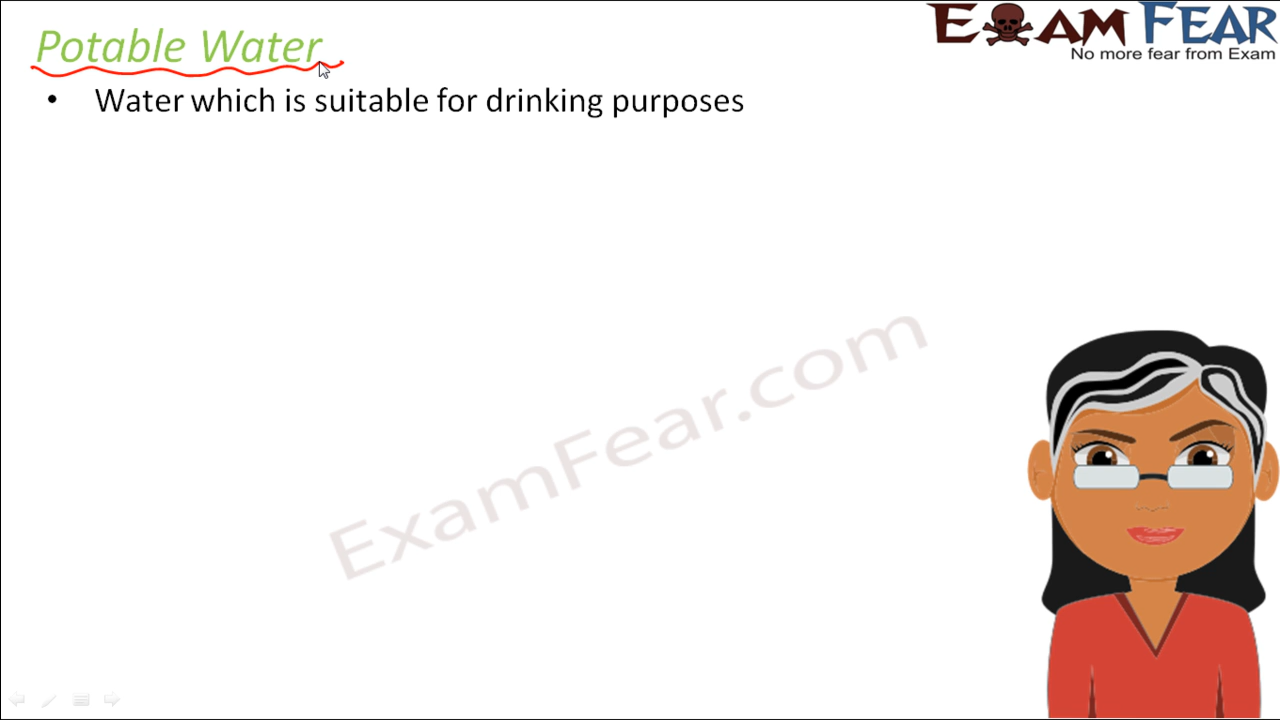 Potable Water
EXAM FEAR
No more fear from Exam
• Water which is suitable for drinking purposes
ExamFear.com